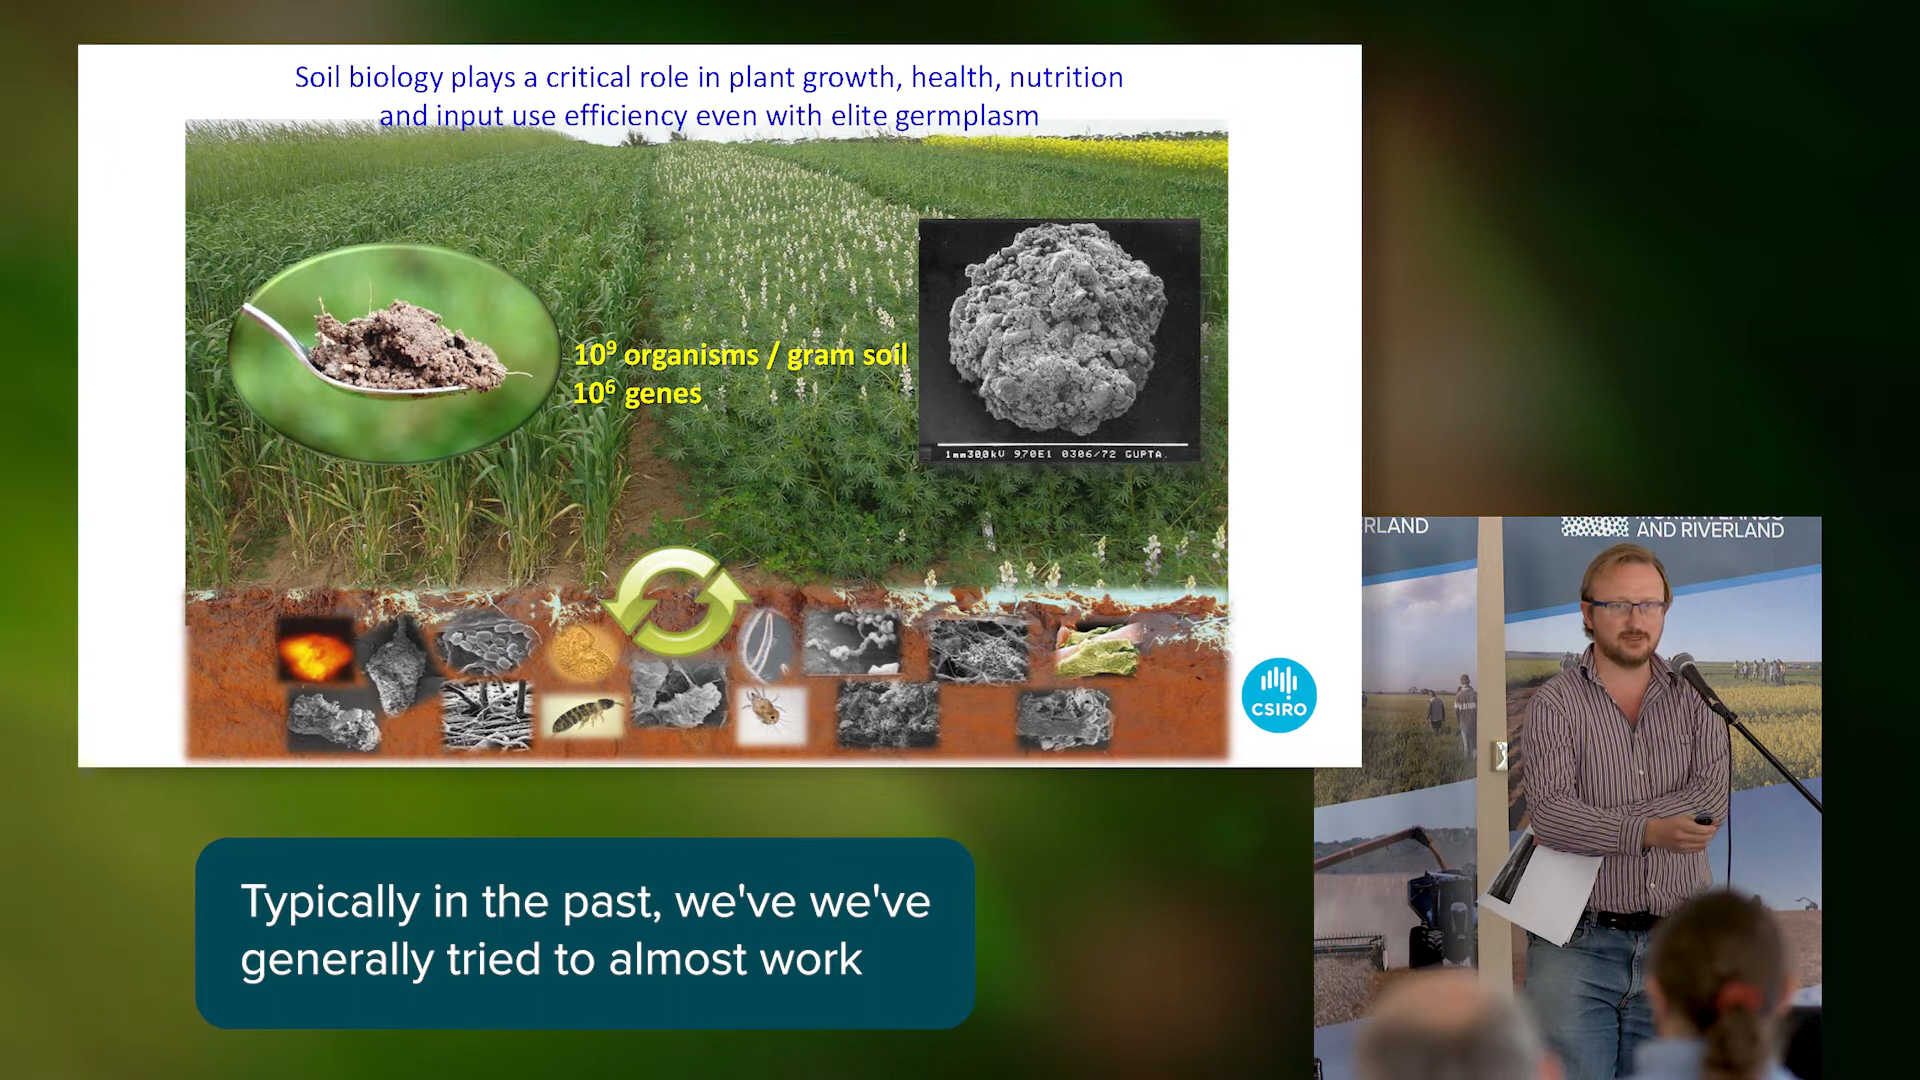 Soil biology plays a critical role in plant growth, health, nutrition
and input use efficiency even with elite germplasm
10⁹ organisms / gram soil
10⁶ genes
1mm300kV 970E1 0306/72 GUPTA
CSIRO
RLAND
AND RIVERLAND
Typically in the past, we've we've
generally tried to almost work